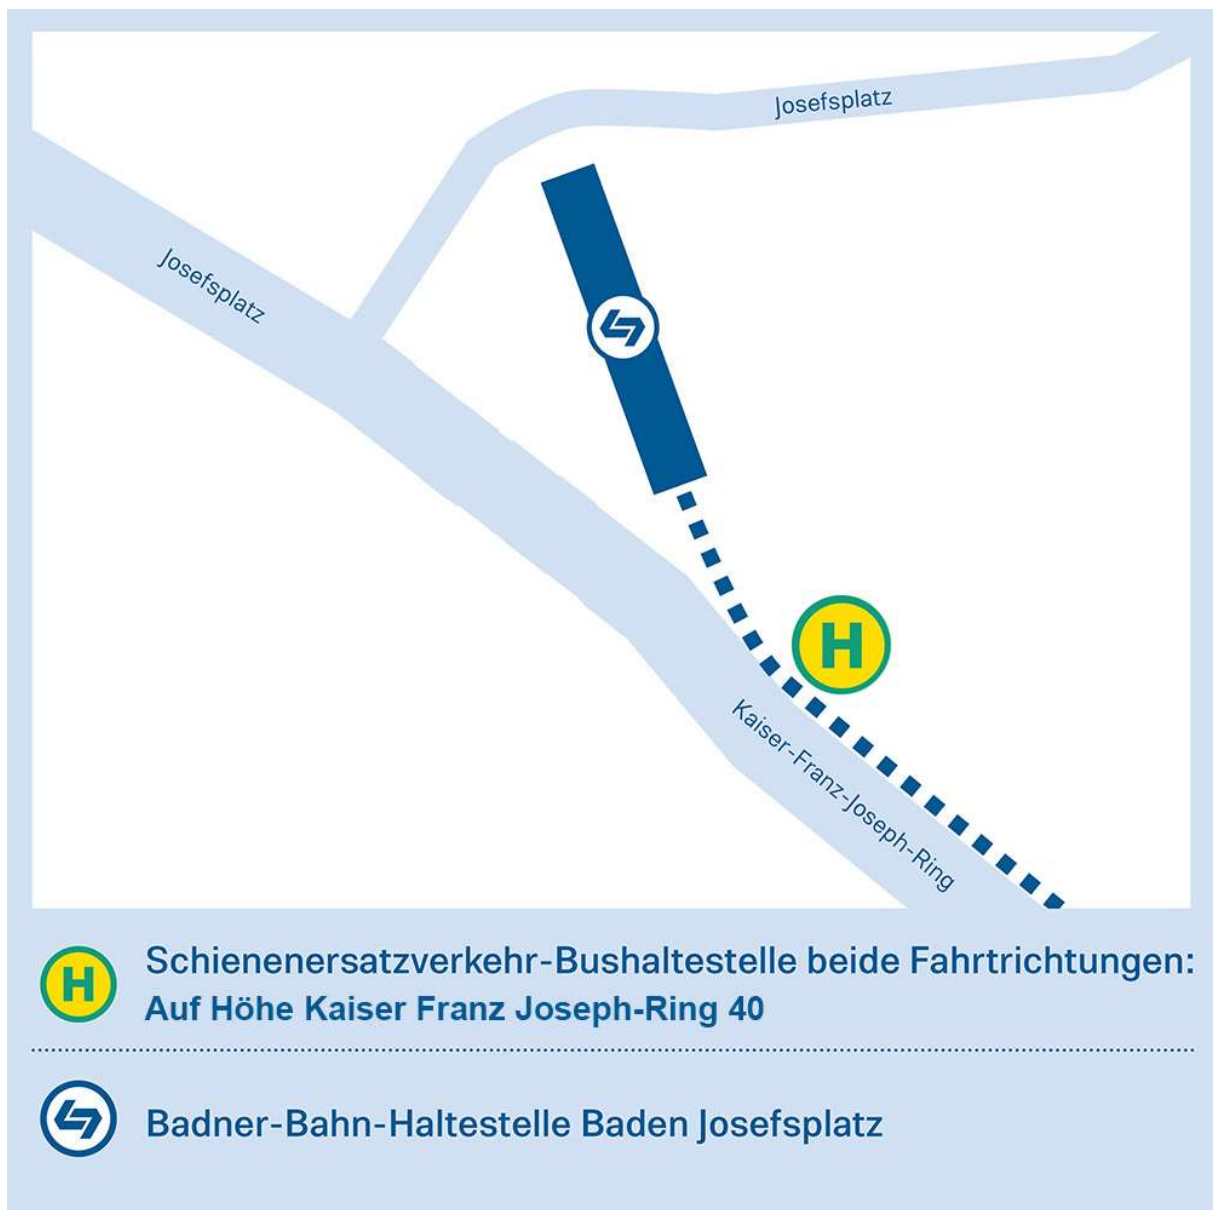 Josefsplatz
Josefsplatz
H
Kaiser-Franz-Joseph-Ring
H
Schienenersatzverkehr-Bushaltestelle beide Fahrtrichtungen:
Auf Höhe Kaiser Franz Joseph-Ring 40
Badner-Bahn-Haltestelle Baden Josefsplatz